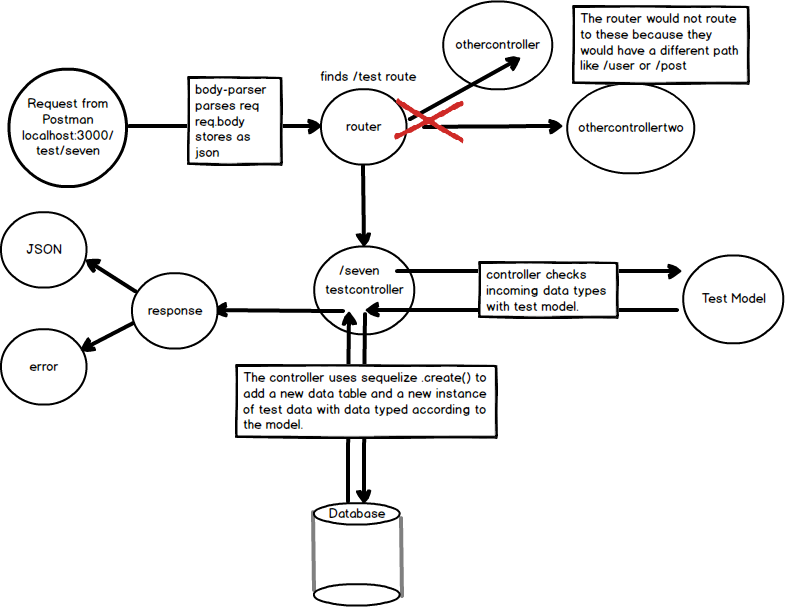 othercontroller
The router would not route
to these because they
would have a different path
like /user or /post
finds /test route
Request from
Postman
localhost:3000/
test/seven
body-parser
parses req
req.body
stores as
json
router
othercontrollertwo
JSON
/seven
testcontroller
controller checks
incoming data types
with test model.
Test Model
response
error
The controller uses sequelize .create() to
add a new data table and a new instance
of test data with data typed according to
the model.
Database